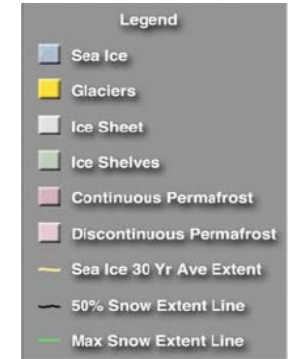 Legend
Sea Ice
Glaciers
Ice Sheet
Ice Shelves
Continuous Permafrost
Discontinuous Permafrost
Sea Ice 30 Yr Ave Extent
50% Snow Extent Line
Max Snow Extent Line